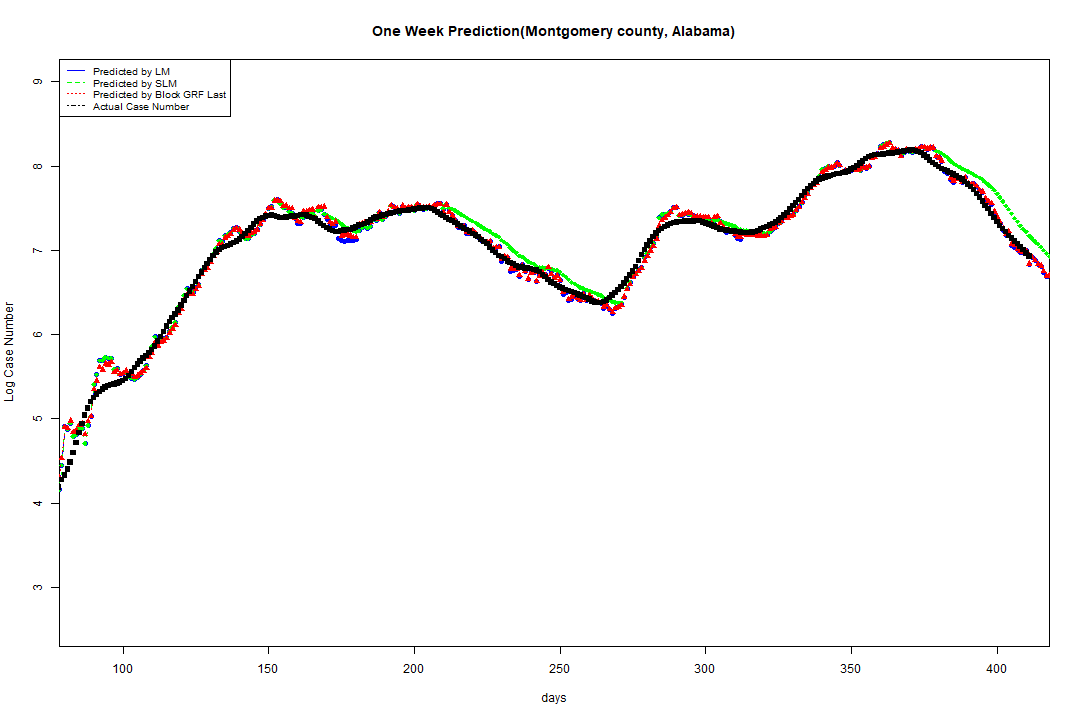 One Week Prediction(Montgomery county, Alabama)
Predicted by LM
Predicted by SLM
Predicted by Block GRF Last
Actual Case Number
9
8
7
6
5
4
3
Log Case Number
100 150 200 250 300 350 400
days